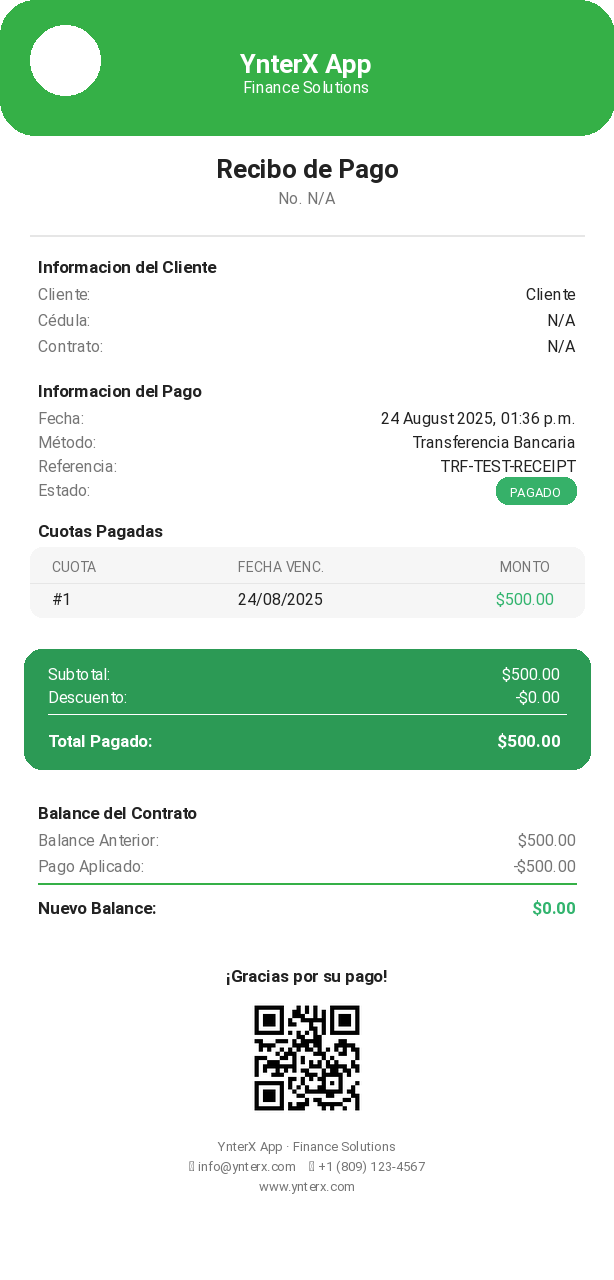 YnterX App
Finance Solutions
Recibo de Pago
No. N/A
Informacion del Cliente
Cliente: Cliente
Cédula: N/A
Contrato: N/A
Informacion del Pago
Fecha: 24 August 2025, 01:36 p.m.
Método: Transferencia Bancaria
Referencia: TRF-TEST-RECEIPT
Estado: PAGADO
Cuotas Pagadas
CUOTA FECHA VENC. MONTO
#1 24/08/2025 $500.00
Subtotal: $500.00
Descuento: -$0.00
Total Pagado: $500.00
Balance del Contrato
Balance Anterior: $500.00
Pago Aplicado: -$500.00
Nuevo Balance: $0.00
¡Gracias por su pago!
YnterX App · Finance Solutions
info@ynterx.com +1 (809) 123-4567
www.ynterx.com